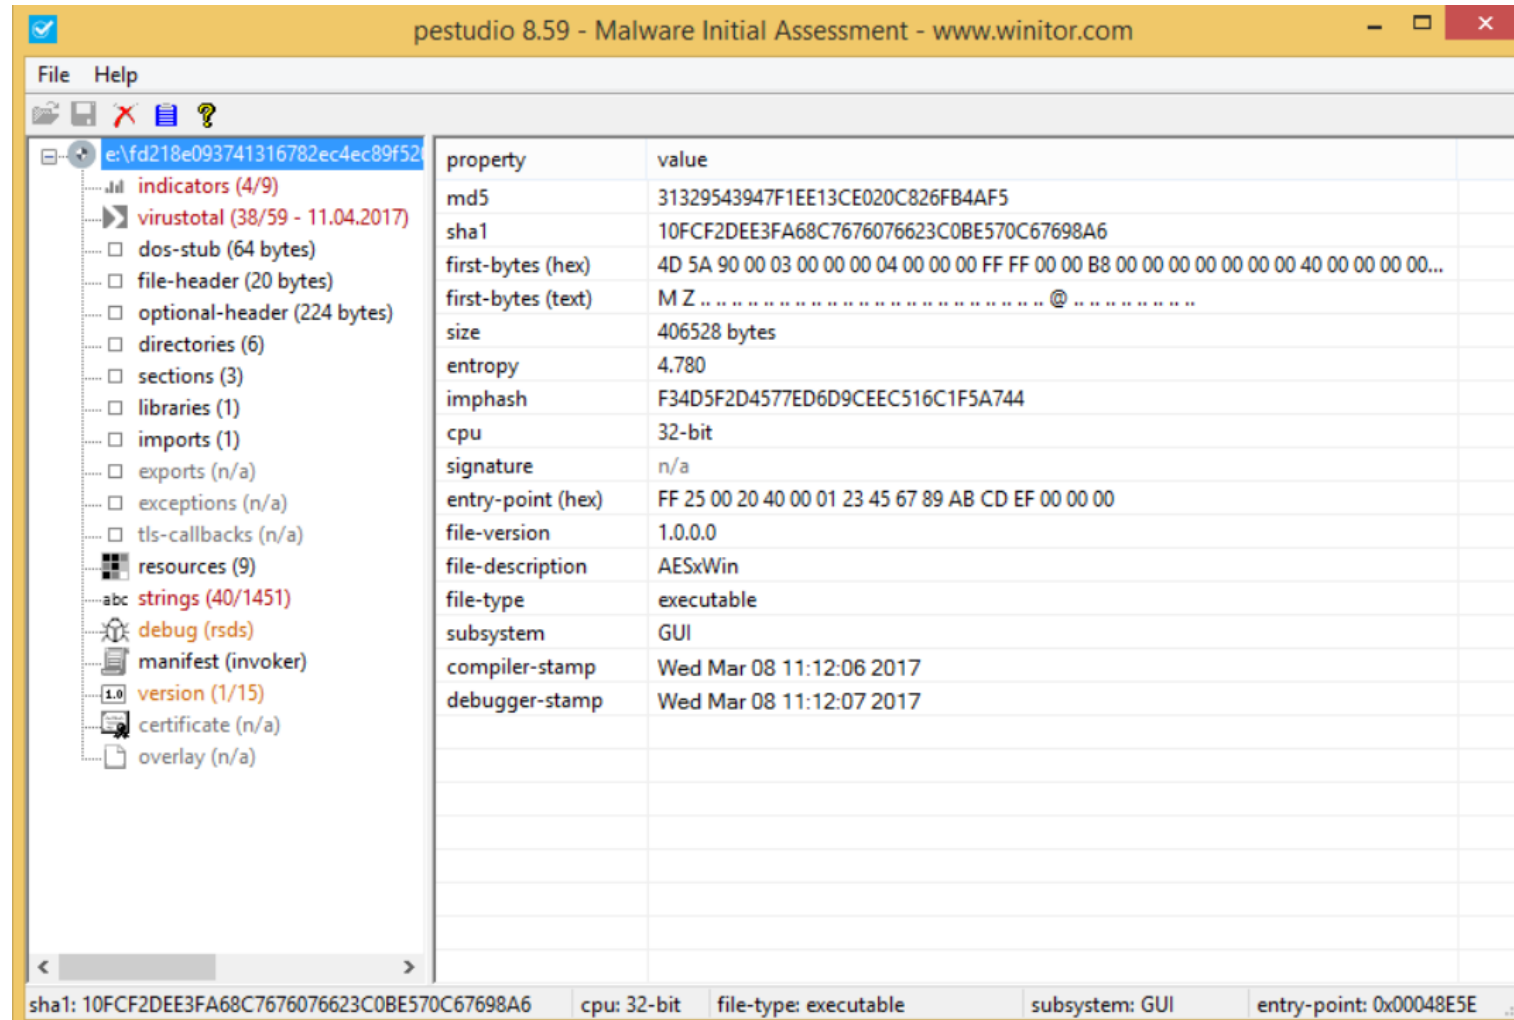 pestudio 8.59 - Malware Initial Assessment - www.winitor.com
File Help
e:\fd218e093741316782ec4ec89f52
indicators (4/9)
virustotal (38/59 - 11.04.2017)
dos-stub (64 bytes)
file-header (20 bytes)
optional-header (224 bytes)
directories (6)
sections (3)
libraries (1)
imports (1)
exports (n/a)
exceptions (n/a)
tls-callbacks (n/a)
resources (9)
abc strings (40/1451)
debug (rsds)
manifest (invoker)
1.0 version (1/15)
certificate (n/a)
overlay (n/a)
property value
md5 31329543947F1EE13CE020C826FB4AF5
sha1 10FCF2DEE3FA68C7676076623C0BE570C67698A6
first-bytes (hex) 4D 5A 90 00 03 00 00 00 04 00 00 00 FF FF 00 00 B8 00 00 00 00 00 00 00 40 00 00 00 00...
first-bytes (text) M Z .. .. .. .. .. .. .. .. .. .. .. .. .. .. .. .. .. .. .. .. .. .. @ .. .. .. .. .. .. .. ..
size 406528 bytes
entropy 4.780
imphash F34D5F2D4577ED6D9CEEC516C1F5A744
cpu 32-bit
signature n/a
entry-point (hex) FF 25 00 20 40 00 01 23 45 67 89 AB CD EF 00 00 00
file-version 1.0.0.0
file-description AESxWin
file-type executable
subsystem GUI
compiler-stamp Wed Mar 08 11:12:06 2017
debugger-stamp Wed Mar 08 11:12:07 2017
sha1: 10FCF2DEE3FA68C7676076623C0BE570C67698A6 cpu: 32-bit file-type: executable subsystem: GUI entry-point: 0x00048E5E